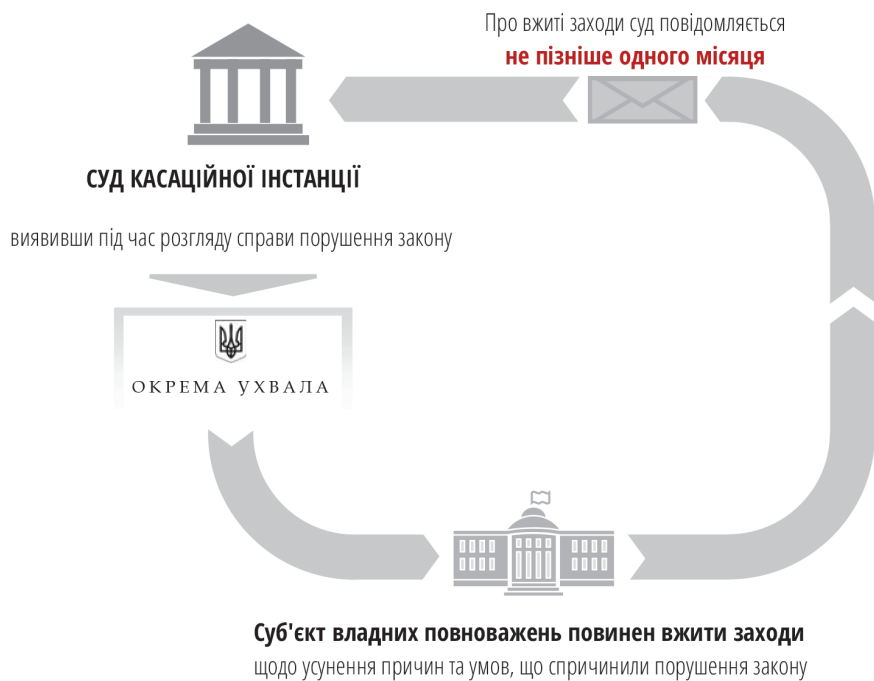 Про вжиті заходи суд повідомляється
не пізніше одного місяця
СУД КАСАЦІЙНОЇ ІНСТАНЦІЇ
виявивши під час розгляду справи порушення закону
ОКРЕМА УХВАЛА
Суб'єкт владних повноважень повинен вжити заходи
щодо усунення причин та умов, що спричинили порушення закону